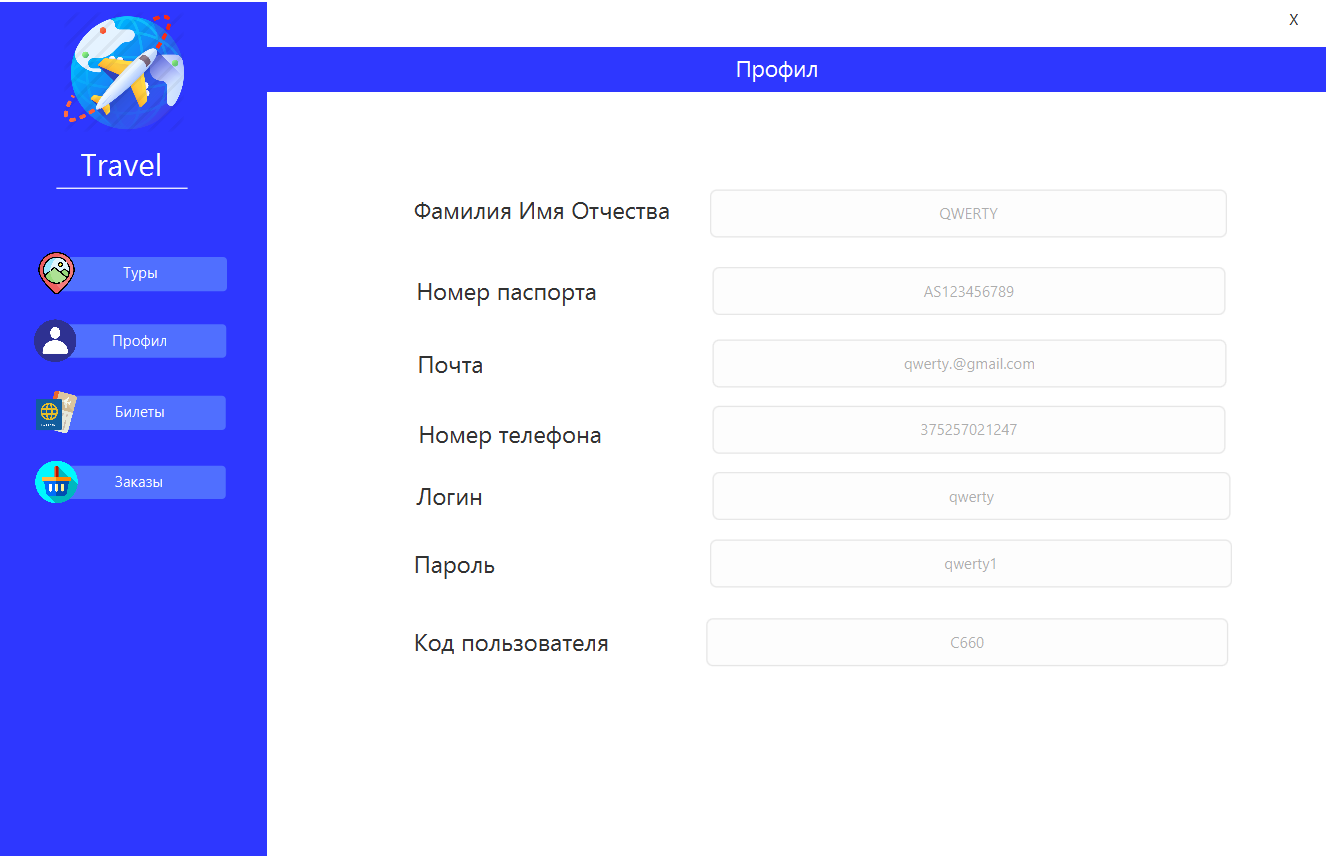 X
Профил
Travel
Туры
Профил
Билеты
Заказы
Фамилия Имя Отчества
QWERTY
Номер паспорта
AS123456789
Почта
qwerty.@gmail.com
Номер телефона
375257021247
Логин
qwerty
Пароль
qwerty1
Код пользователя
C660